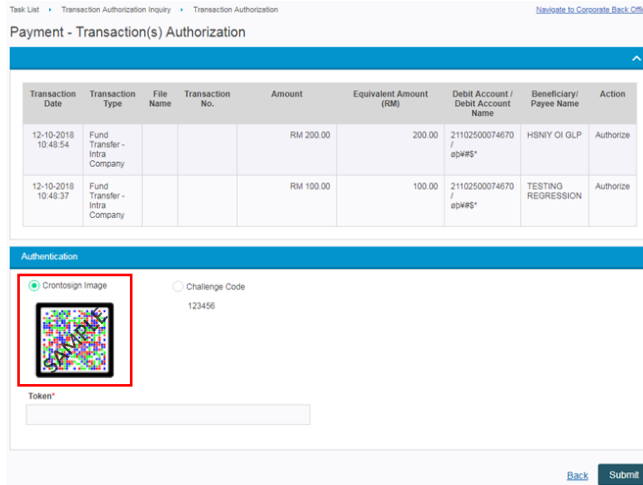 Task List › Transaction Authorization Inquiry › Transaction Authorization
Navigate to Corporate Back Offi
Payment - Transaction(s) Authorization
Transaction Date Transaction Type File Name Transaction No. Amount Equivalent Amount (RM) Debit Account / Debit Account Name Beneficiary/ Payee Name Action
12-10-2018 10:48:54 Fund Transfer - Intra Company RM 200.00 200.00 21102500074670 / øþ¥#$* HSNIY OI GLP Authorize
12-10-2018 10:48:37 Fund Transfer - Intra Company RM 100.00 100.00 21102500074670 / øþ¥#$* TESTING REGRESSION Authorize
Authentication
Crontosign Image
Challenge Code
123456
SAMPLE
Token*
Back
Submit